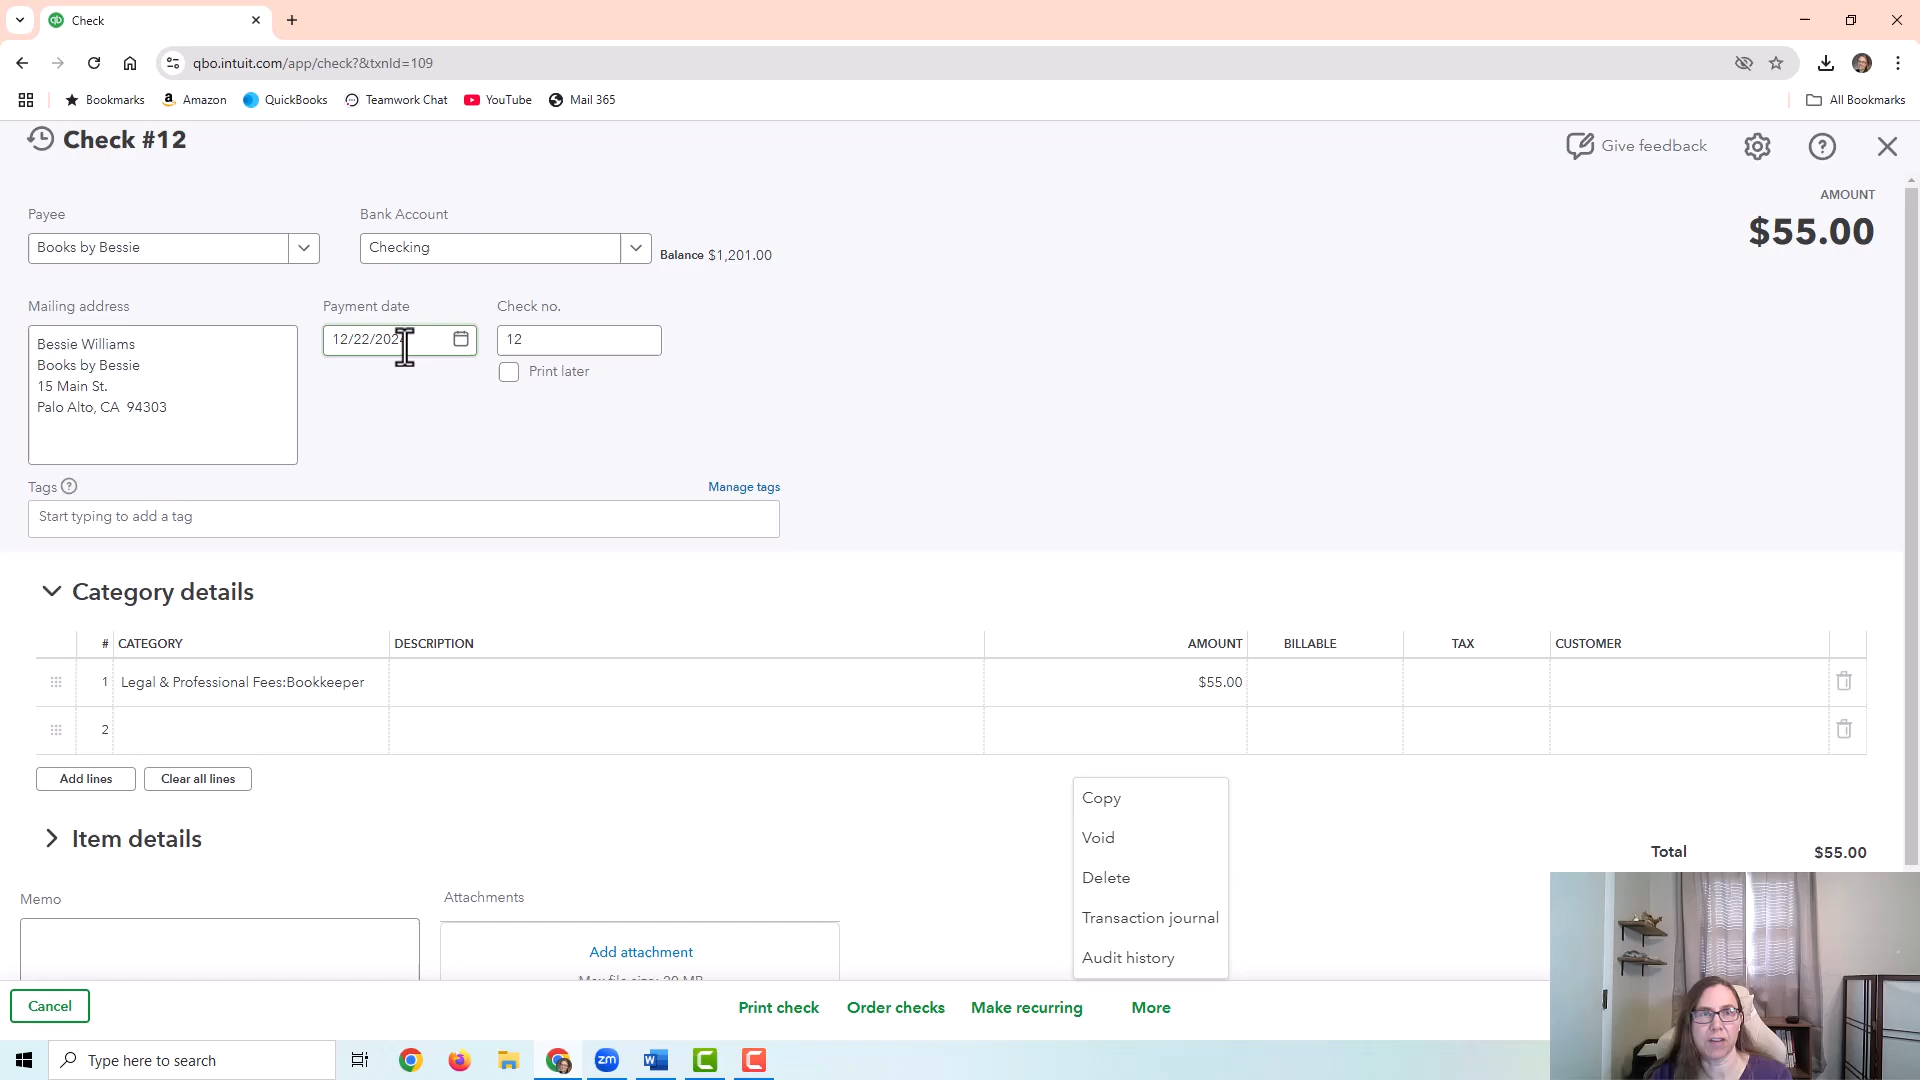 Check
qbo.intuit.com/app/check?&txnId=109
Bookmarks
Amazon
QuickBooks
Teamwork Chat
YouTube
Mail 365
All Bookmarks
Check #12
Give feedback
AMOUNT
$55.00
Payee
Bank Account
Books by Bessie
Checking
Balance $1,201.00
Mailing address
Payment date
Check no.
Bessie Williams
Books by Bessie
15 Main St.
Palo Alto, CA 94303
12
Print later
Tags
Manage tags
Start typing to add a tag
Category details
# CATEGORY DESCRIPTION AMOUNT BILLABLE TAX CUSTOMER
1 Legal & Professional Fees:Bookkeeper $55.00
2
Add lines
Clear all lines
Item details
Copy
Void
Delete
Transaction journal
Audit history
Total $55.00
Memo
Attachments
Add attachment
Max file size: 20 MB
Cancel
Print check
Order checks
Make recurring
More
Type here to search
zm